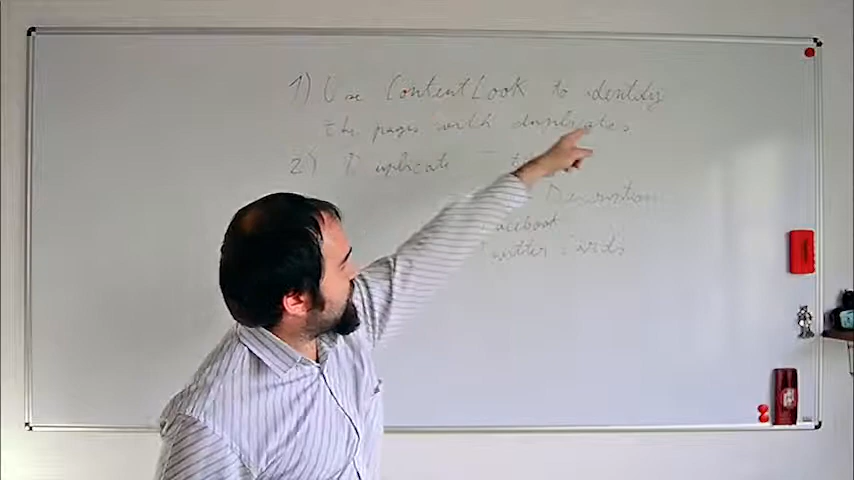 1) Use ContentLook to identify
the pages with duplicates
2) Duplicate
Description
Facebook
Twitter Cards